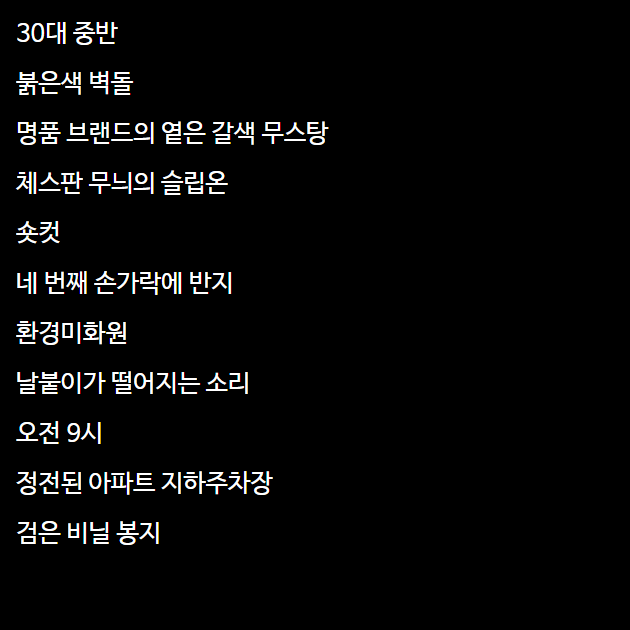 30대 중반
붉은색 벽돌
명품 브랜드의 옅은 갈색 무스탕
체스판 무늬의 슬립온
숏컷
네 번째 손가락에 반지
환경미화원
날붙이가 떨어지는 소리
오전 9시
정전된 아파트 지하주차장
검은 비닐 봉지